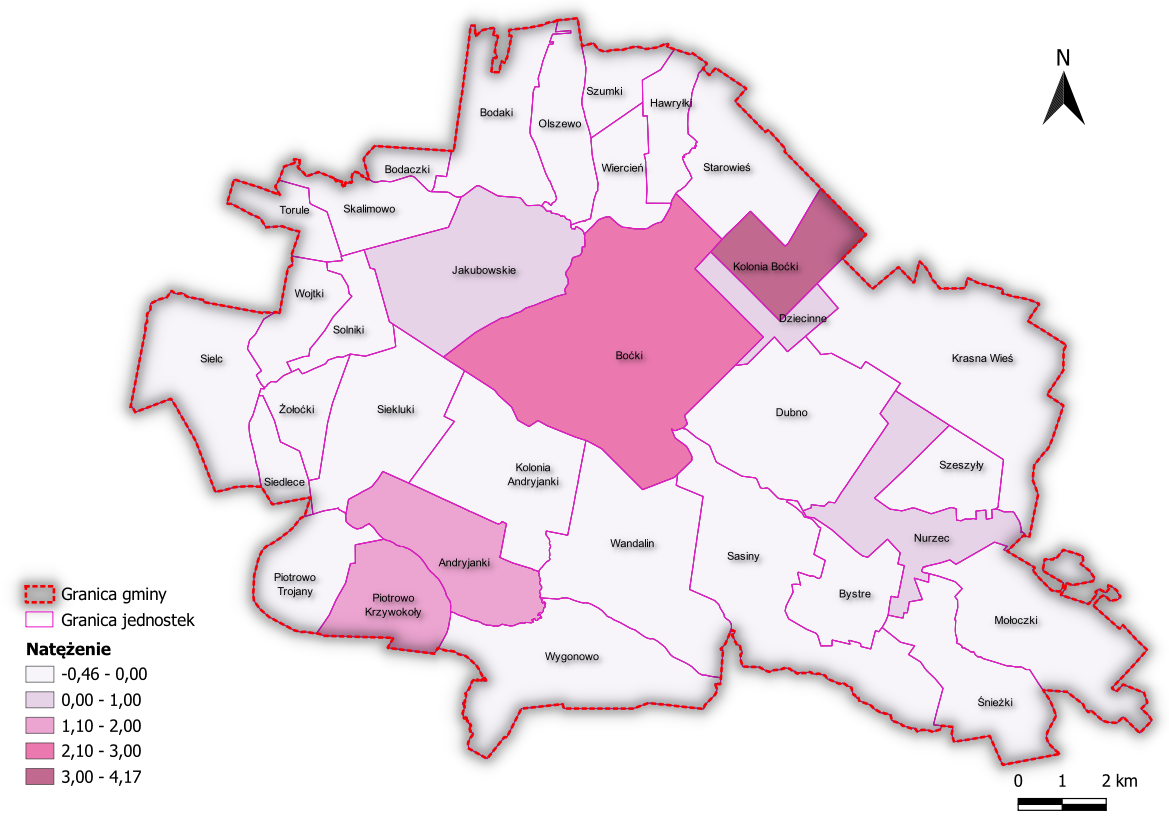 N
Szumki
Hawryłki
Bodaki
Olszewo
Bodaczki
Wiercień
Starowieś
Torule
Skalimowo
Jakubowskie
Kolonia Boćki
Wojtki
Dziecinne
Solniki
Sielc
Boćki
Krasna Wieś
Żołoćki
Siekluki
Dubno
Kolonia
Andryjanki
Szeszyły
Siedlece
Wandalin
Nurzec
Sasiny
Andryjanki
Piotrowo
Trojany
Bystre
Piotrowo
Krzywokoły
Mołoczki
Wygonowo
Śnieżki
Granica gminy
Granica jednostek
Natężenie
-0,46 - 0,00
0,00 - 1,00
1,10 - 2,00
2,10 - 3,00
3,00 - 4,17
0 1 2 km